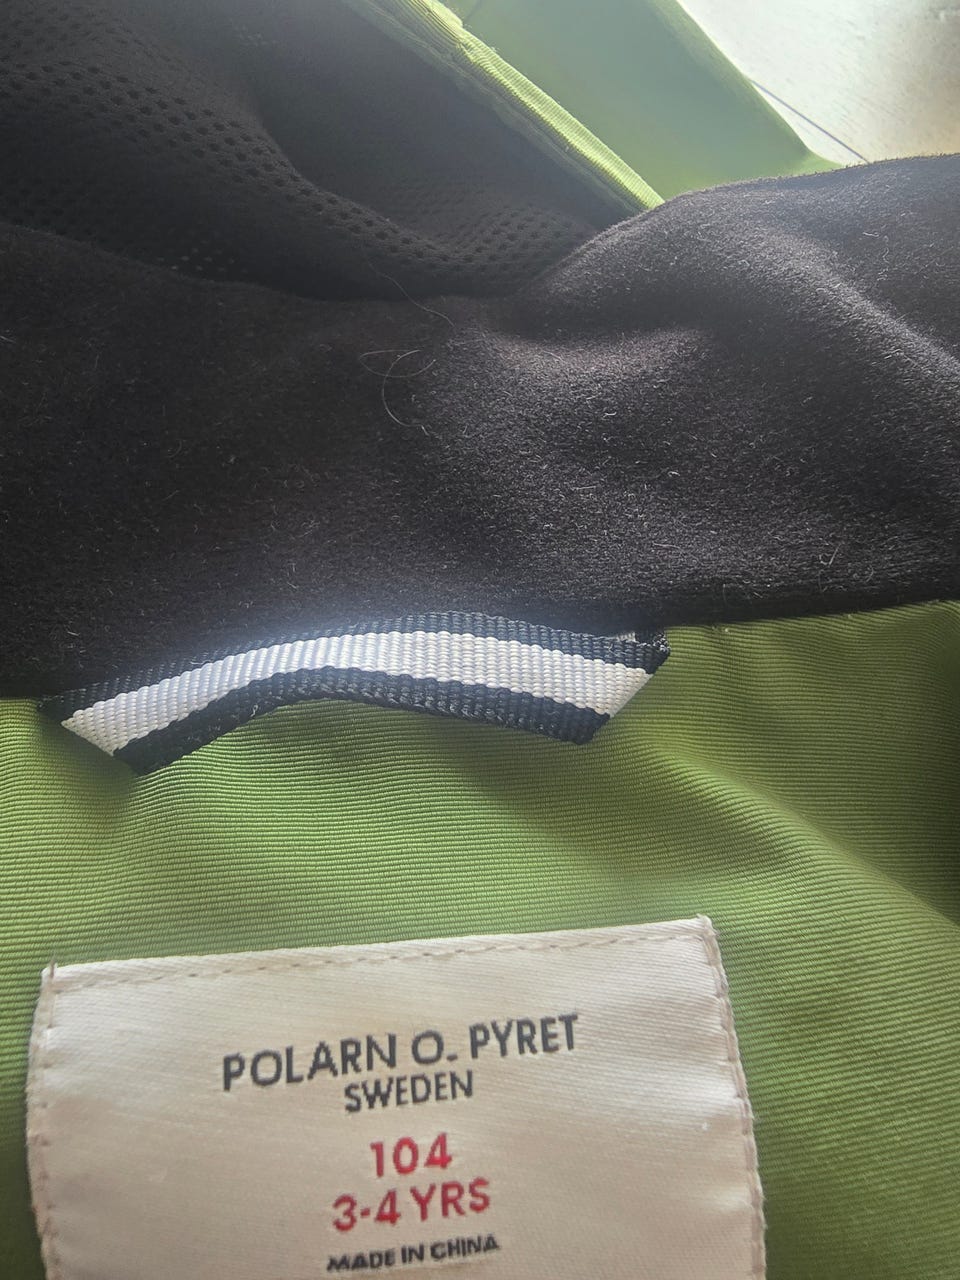 POLARN O. PYRET
SWEDEN
104
3-4 YRS
MADE IN CHINA